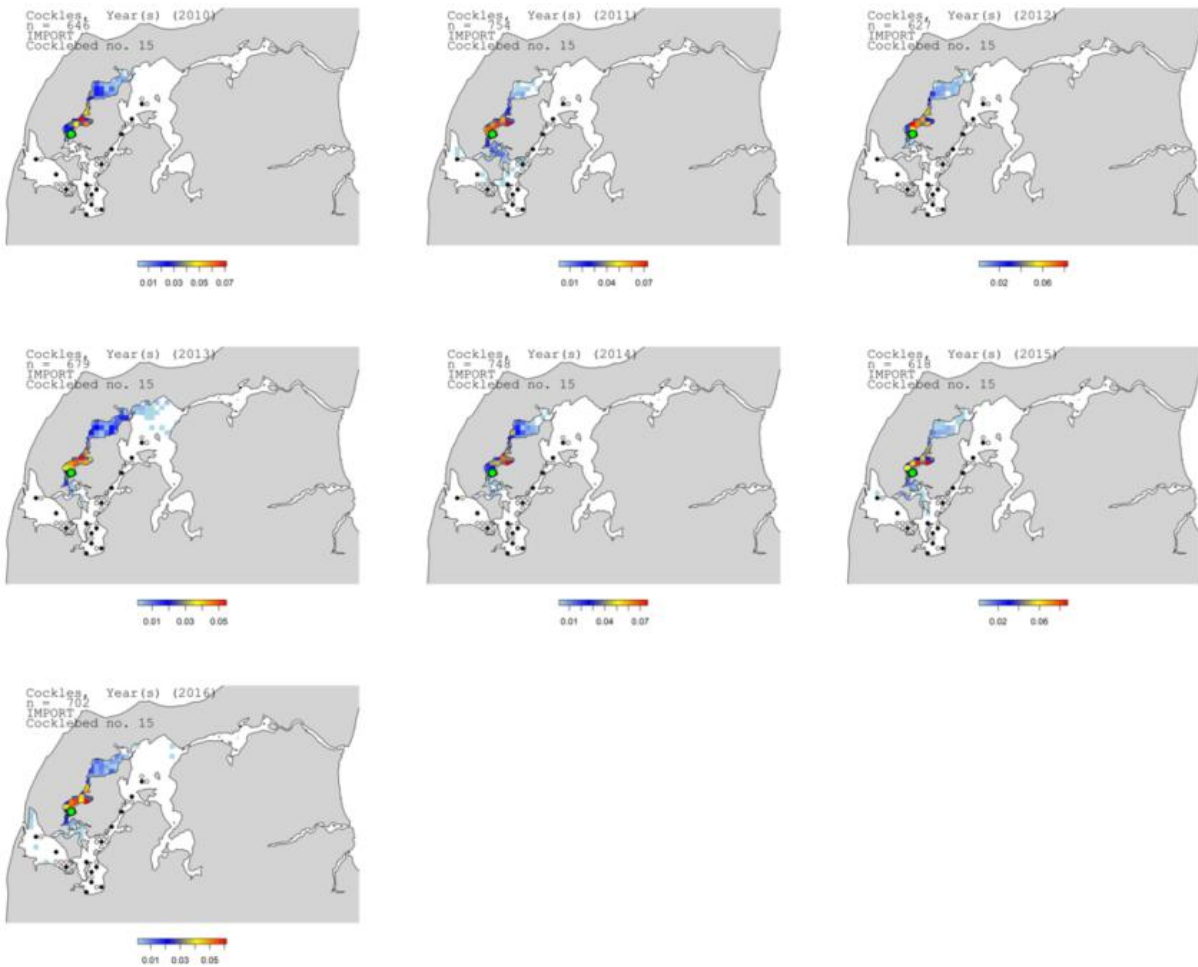 Cockles, Year(s) (2010)
n = 646
IMPORT
Cocklebed no. 15
0.01 0.03 0.05 0.07
Cockles, Year(s) (2011)
n = 754
IMPORT
Cocklebed no. 15
0.01 0.04 0.07
Cockles, Year(s) (2012)
n = 627
IMPORT
Cocklebed no. 15
0.02 0.06
Cockles, Year(s) (2013)
n = 679
IMPORT
Cocklebed no. 15
0.01 0.03 0.05
Cockles, Year(s) (2014)
n = 748
IMPORT
Cocklebed no. 15
0.01 0.04 0.07
Cockles, Year(s) (2015)
n = 618
IMPORT
Cocklebed no. 15
0.02 0.06
Cockles, Year(s) (2016)
n = 702
IMPORT
Cocklebed no. 15
0.01 0.03 0.05